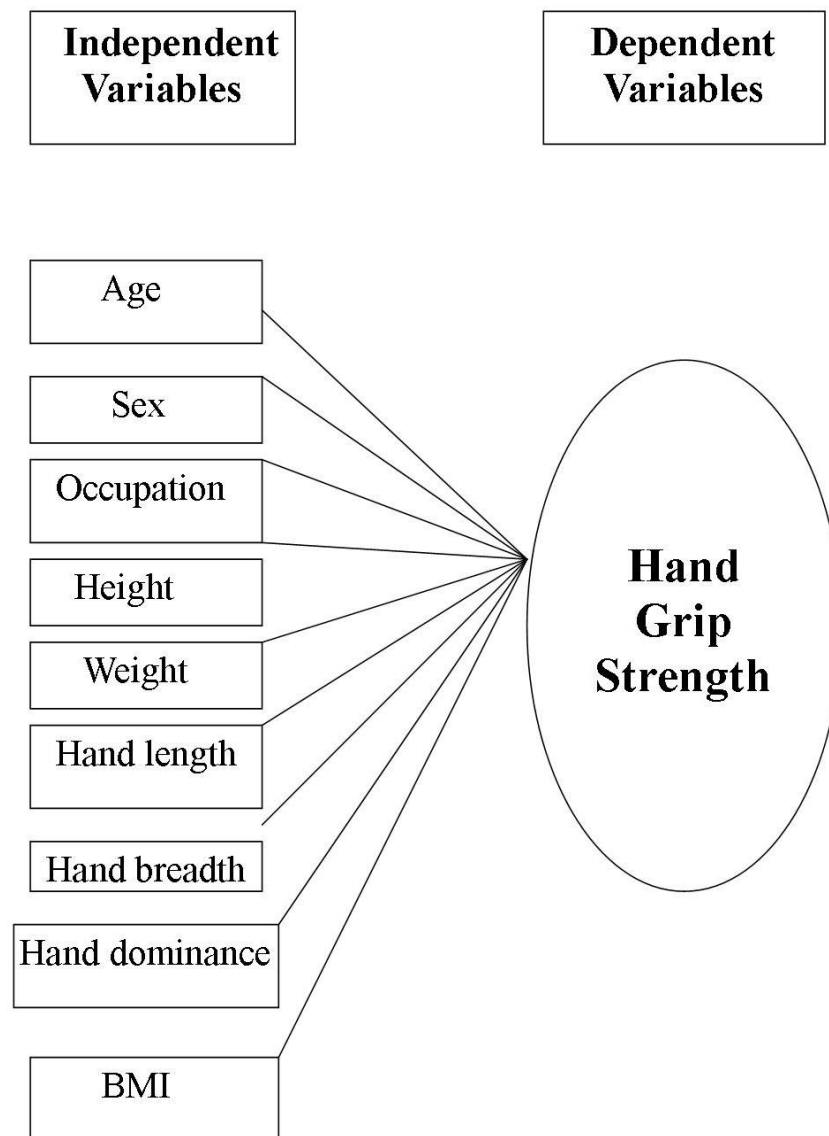 Independent
Variables
Dependent
Variables
Age
Sex
Occupation
Height
Weight
Hand length
Hand breadth
Hand dominance
BMI
Hand
Grip
Strength